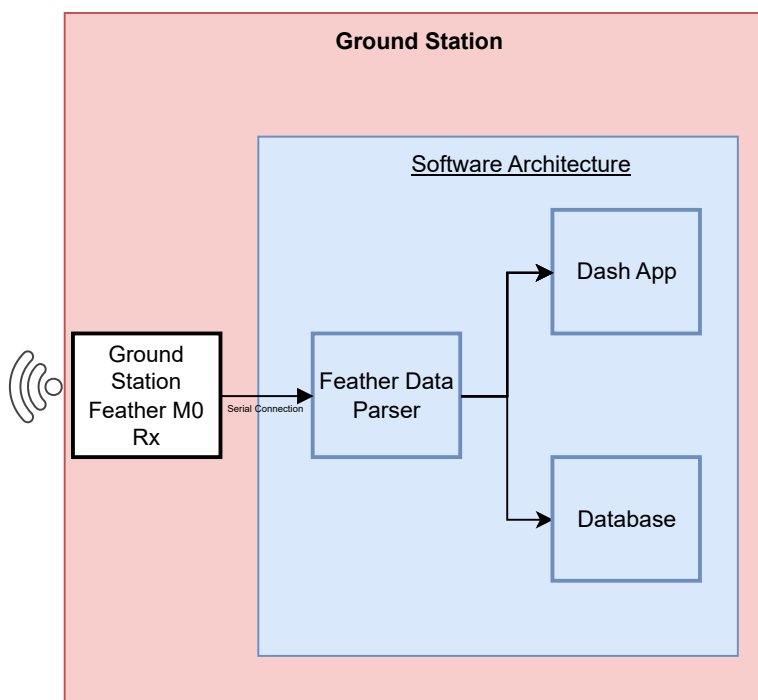 Ground Station
Software Architecture
Dash App
Ground
Station
Feather M0
Rx
Serial Connection
Feather Data
Parser
Database